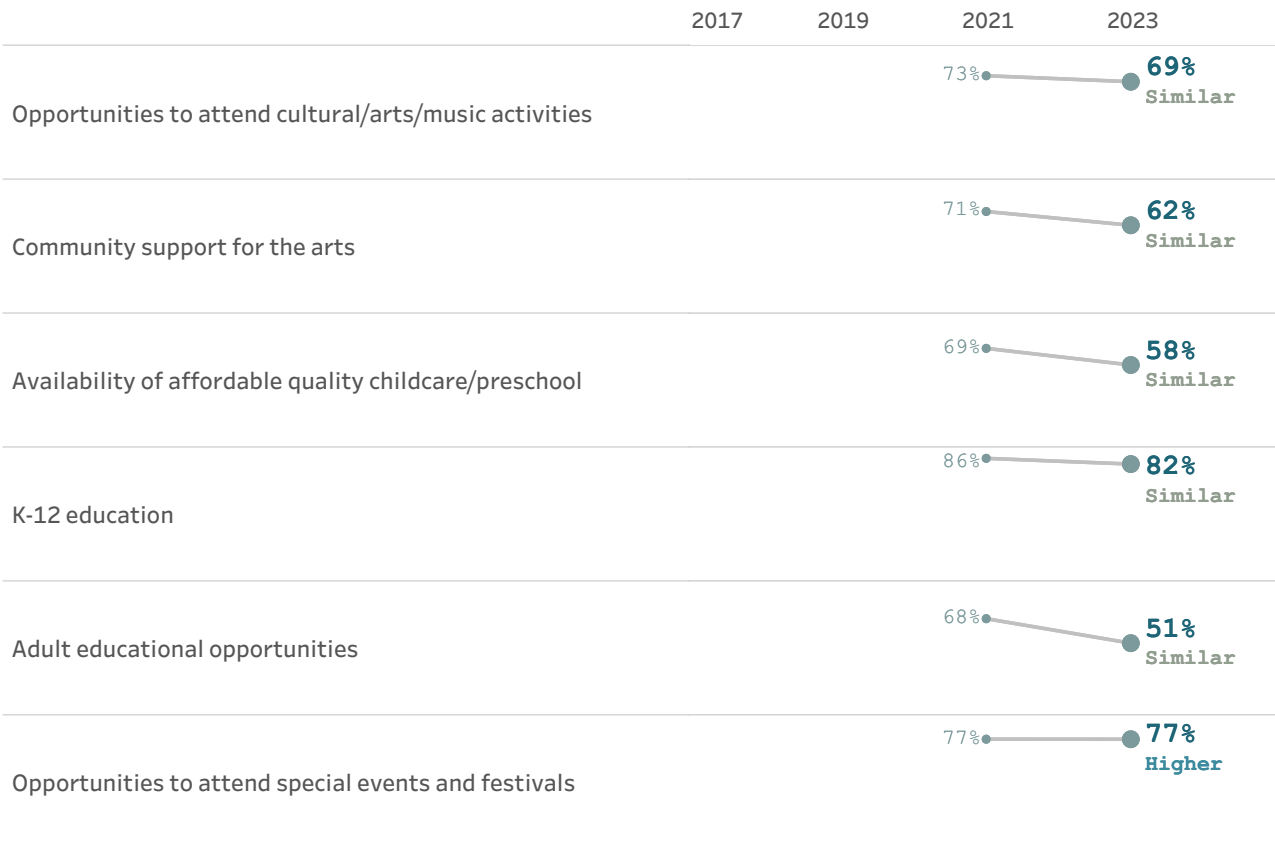 2017 2019 2021 2023
73% 69%
Similar
Opportunities to attend cultural/arts/music activities
71% 62%
Similar
Community support for the arts
69% 58%
Similar
Availability of affordable quality childcare/preschool
86% 82%
Similar
K-12 education
68% 51%
Similar
Adult educational opportunities
77% 77%
Higher
Opportunities to attend special events and festivals